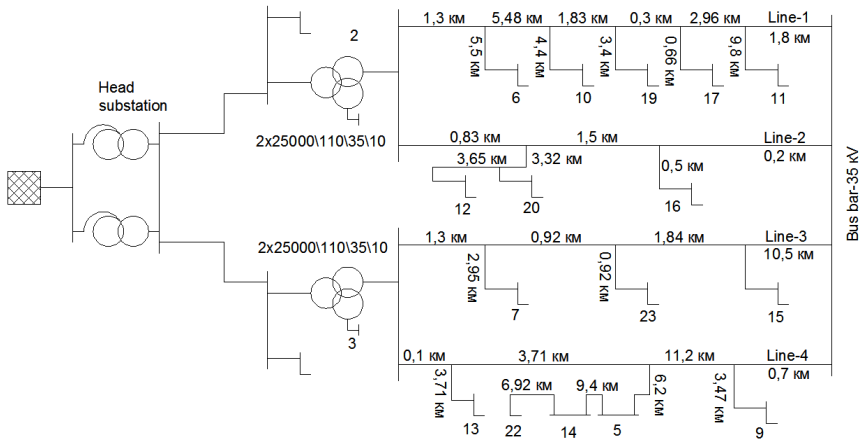 1,3 км 5,48 км 1,83 км 0,3 км 2,96 км Line-1
1,8 км
5,5 км 4,4 км 3,4 км 0,66 км 9,8 км
6 10 19 17 11
2
Head
substation
2x25000\110\35\10
0,83 км 1,5 км Line-2
0,2 км
3,65 км 3,32 км
0,5 км
12 20 16
Bus bar-35 kV
2x25000\110\35\10
1,3 км 0,92 км 1,84 км Line-3
10,5 км
2,95 км 0,92 км
7 23 15
3
0,1 км 3,71 км 11,2 км Line-4
0,7 км
3,71 км 6,92 км 9,4 км 6,2 км 3,47 км
13 22 14 5 9